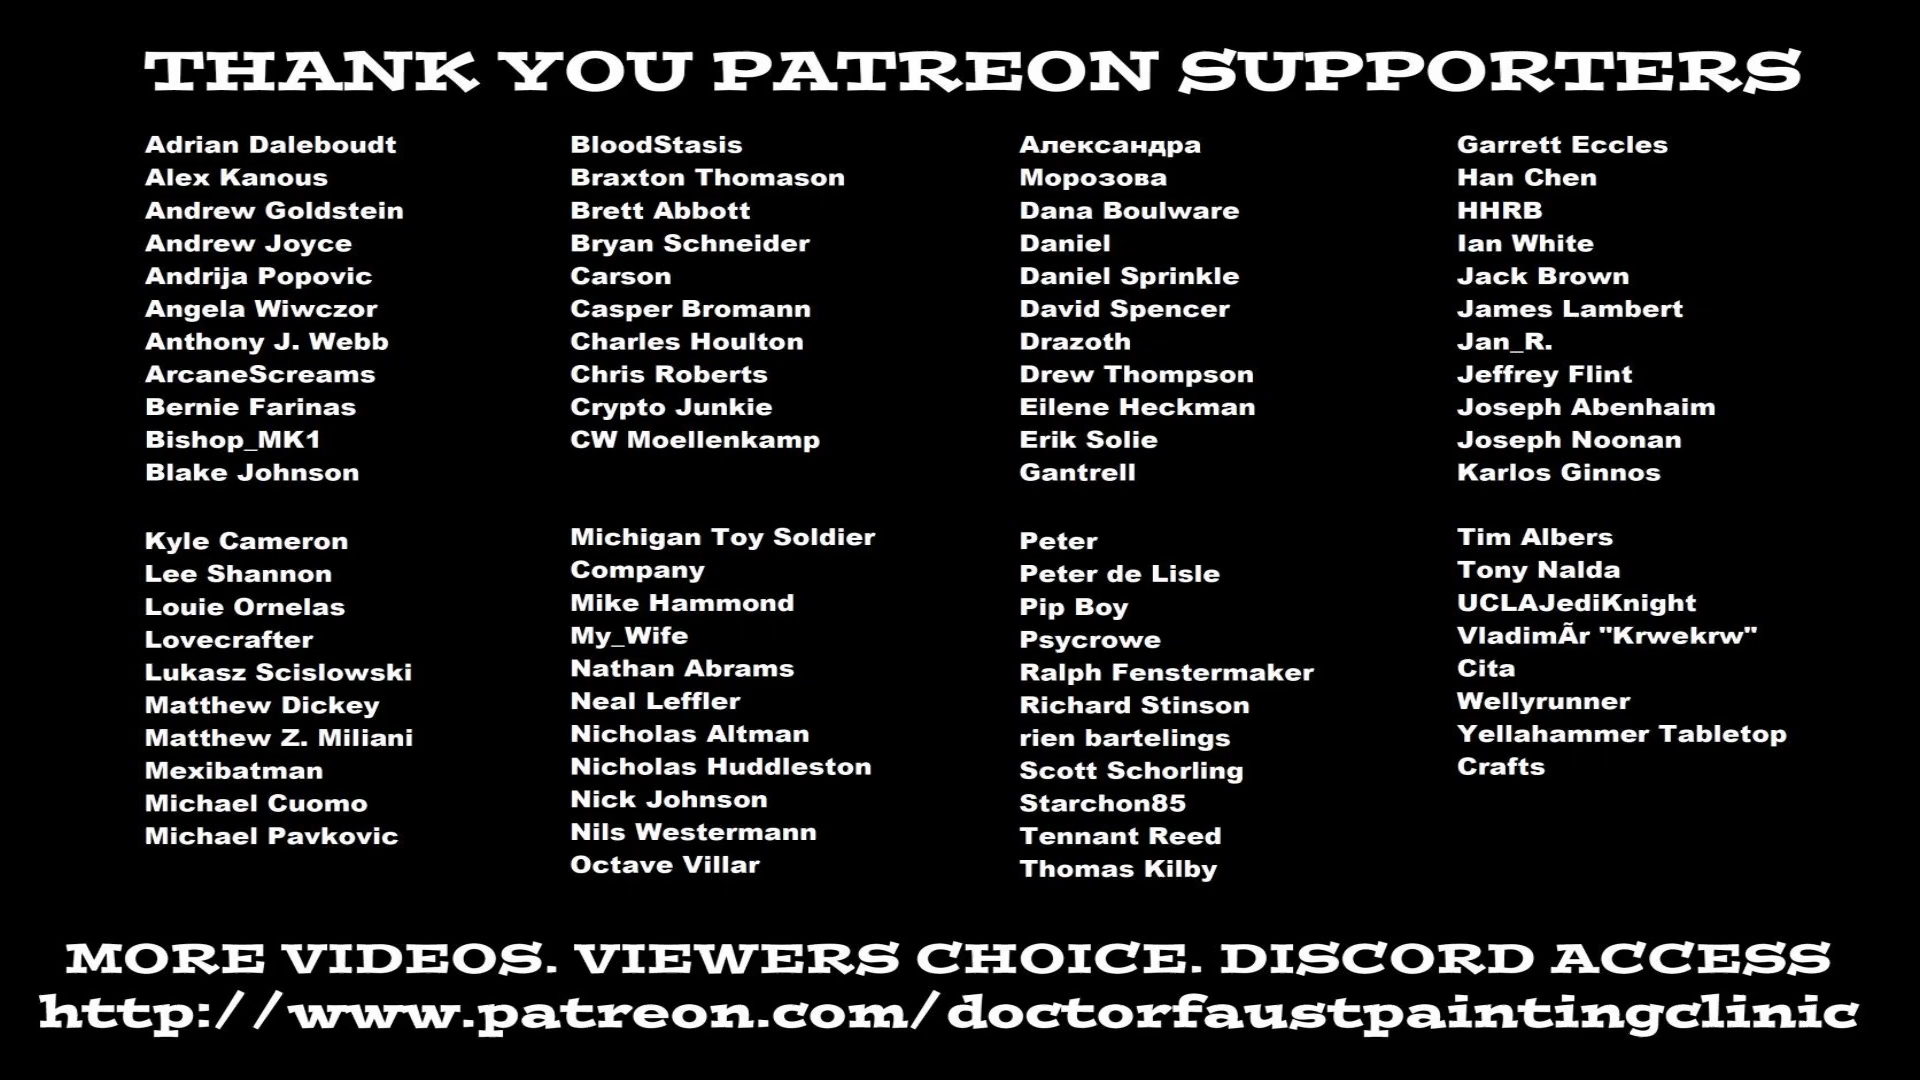 THANK YOU PATREON SUPPORTERS
Adrian Daleboudt
Alex Kanous
Andrew Goldstein
Andrew Joyce
Andrija Popovic
Angela Wiwczor
Anthony J. Webb
ArcaneScreams
Bernie Farinas
Bishop_MK1
Blake Johnson
BloodStasis
Braxton Thomason
Brett Abbott
Bryan Schneider
Carson
Casper Bromann
Charles Houlton
Chris Roberts
Crypto Junkie
CW Moellenkamp
Александра
Морозова
Dana Boulware
Daniel
Daniel Sprinkle
David Spencer
Drazoth
Drew Thompson
Eilene Heckman
Erik Solie
Gantrell
Garrett Eccles
Han Chen
HHRB
Ian White
Jack Brown
James Lambert
Jan_R.
Jeffrey Flint
Joseph Abenhaim
Joseph Noonan
Karlos Ginnos
Kyle Cameron
Lee Shannon
Louie Ornelas
Lovecrafter
Lukasz Scislowski
Matthew Dickey
Matthew Z. Miliani
Mexibatman
Michael Cuomo
Michael Pavkovic
Michigan Toy Soldier
Company
Mike Hammond
My_Wife
Nathan Abrams
Neal Leffler
Nicholas Altman
Nicholas Huddleston
Nick Johnson
Nils Westermann
Octave Villar
Peter
Peter de Lisle
Pip Boy
Psycrowe
Ralph Fenstermaker
Richard Stinson
rien bartelings
Scott Schorling
Starchon85
Tennant Reed
Thomas Kilby
Tim Albers
Tony Nalda
UCLAJediKnight
VladimÃr "Krwekrw"
Cita
Wellyrunner
Yellahammer Tabletop
Crafts
MORE VIDEOS. VIEWERS CHOICE. DISCORD ACCESS
http://www.patreon.com/doctorfaustpaintingclinic